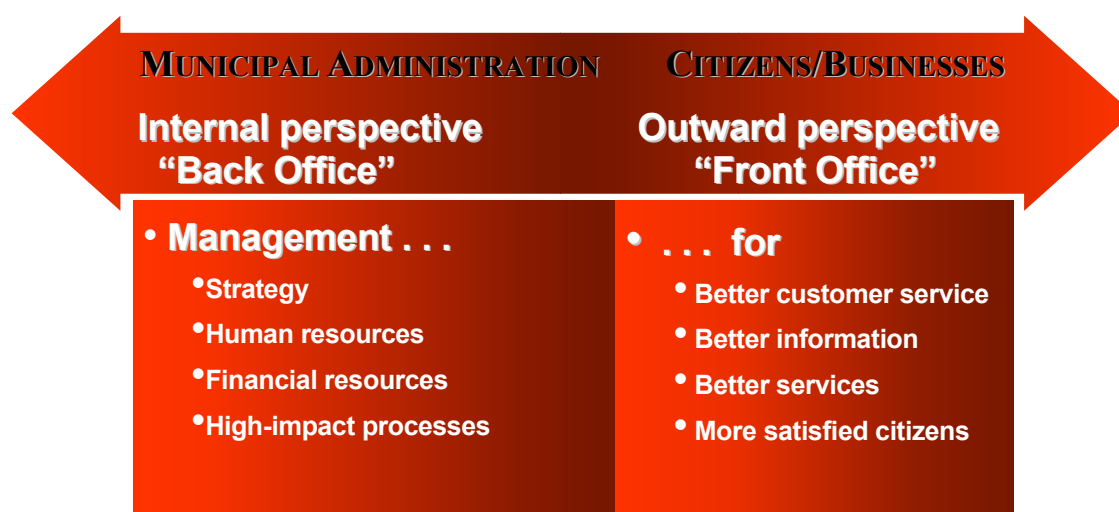 MUNICIPAL ADMINISTRATION
CITIZENS/BUSINESSES
Internal perspective
“Back Office”
Outward perspective
“Front Office”
• Management . . .
•Strategy
•Human resources
•Financial resources
•High-impact processes
• . . . for
• Better customer service
• Better information
• Better services
• More satisfied citizens